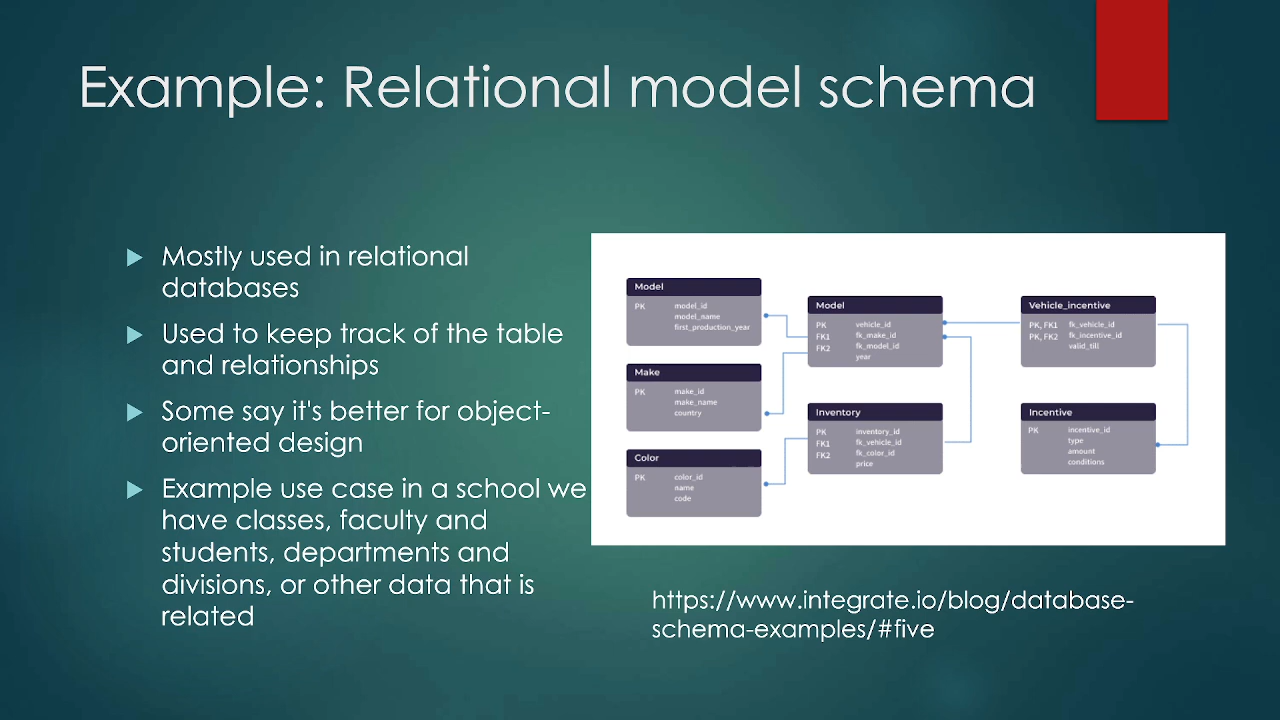 Example: Relational model schema
Mostly used in relational
databases
Used to keep track of the table
and relationships
Some say it's better for object-
oriented design
Example use case in a school we
have classes, faculty and
students, departments and
divisions, or other data that is
related
Model
PK model_id
model_name
first_production_year
Make
PK make_id
make_name
country
Color
PK color_id
name
code
Model
PK vehicle_id
FK1 fk_make_id
FK2 fk_model_id
year
Inventory
PK inventory_id
FK1 fk_vehicle_id
FK2 fk_color_id
price
Vehicle_incentive
PK, FK1 fk_vehicle_id
PK, FK2 fk_incentive_id
valid_till
Incentive
PK incentive_id
type
amount
conditions
https://www.integrate.io/blog/database-
schema-examples/#five